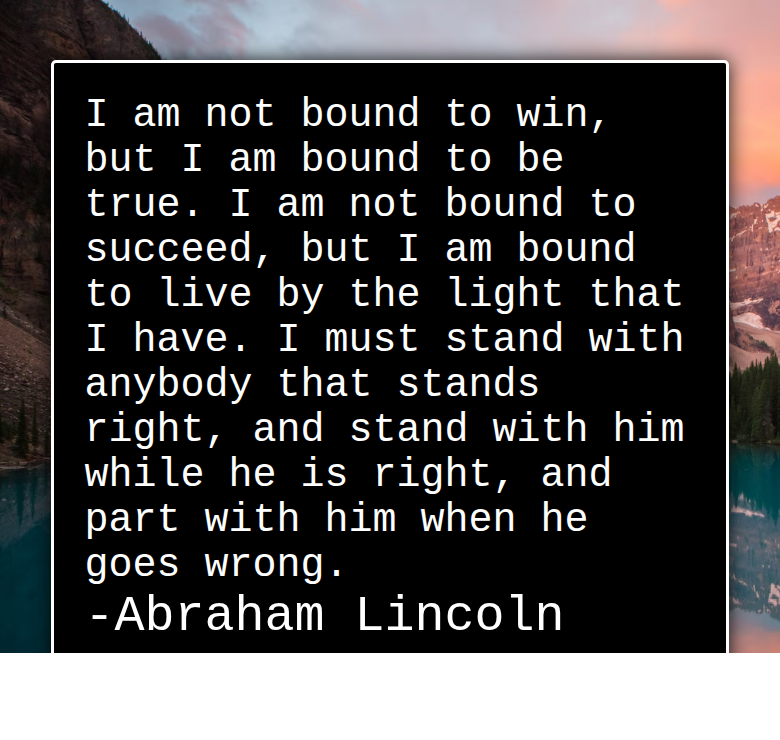 I am not bound to win,
but I am bound to be
true. I am not bound to
succeed, but I am bound
to live by the light that
I have. I must stand with
anybody that stands
right, and stand with him
while he is right, and
part with him when he
goes wrong.
-Abraham Lincoln